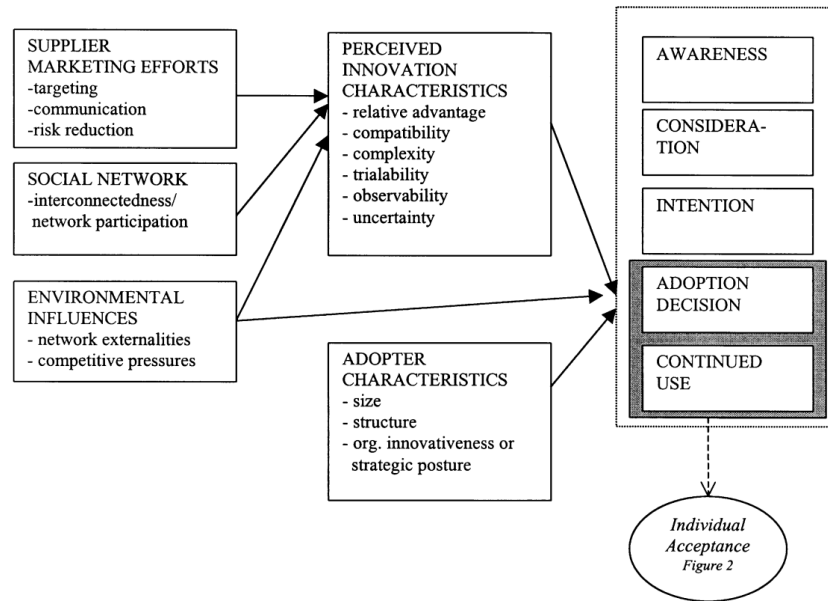 SUPPLIER
MARKETING EFFORTS
-targeting
-communication
-risk reduction
SOCIAL NETWORK
-interconnectedness/
network participation
ENVIRONMENTAL
INFLUENCES
- network externalities
- competitive pressures
PERCEIVED
INNOVATION
CHARACTERISTICS
- relative advantage
- compatibility
- complexity
- trialability
- observability
- uncertainty
ADOPTER
CHARACTERISTICS
- size
- structure
- org. innovativeness or
strategic posture
AWARENESS
CONSIDERA-
TION
INTENTION
ADOPTION
DECISION
CONTINUED
USE
Individual
Acceptance
Figure 2